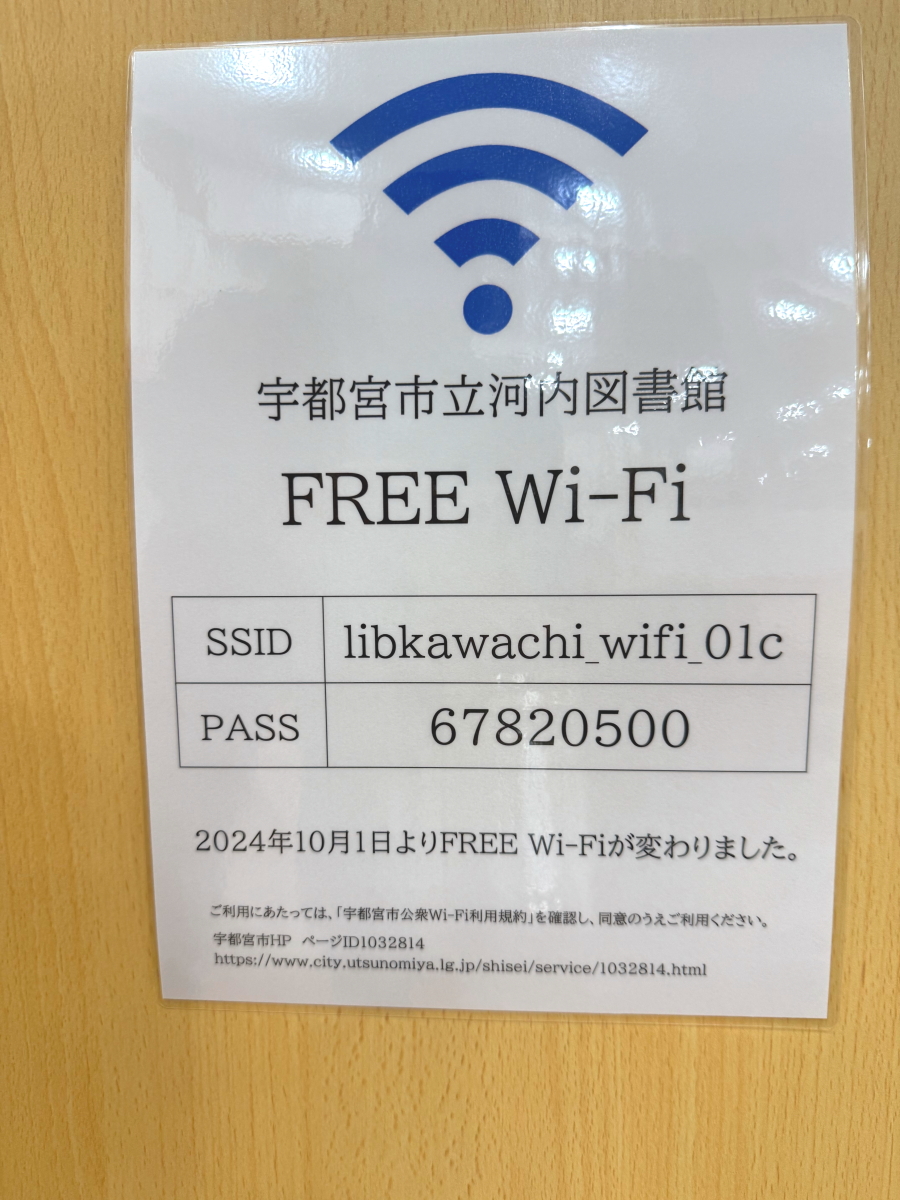 宇都宮市立河内図書館
FREE Wi-Fi
SSID libkawachi_wifi_01c
PASS 67820500
2024年10月1日よりFREE Wi-Fiが変わりました。
ご利用にあたっては、「宇都宮市公衆Wi-Fi利用規約」を確認し、同意のうえご利用ください。
宇都宮市HP ページID1032814
https://www.city.utsunomiya.lg.jp/shisei/service/1032814.html